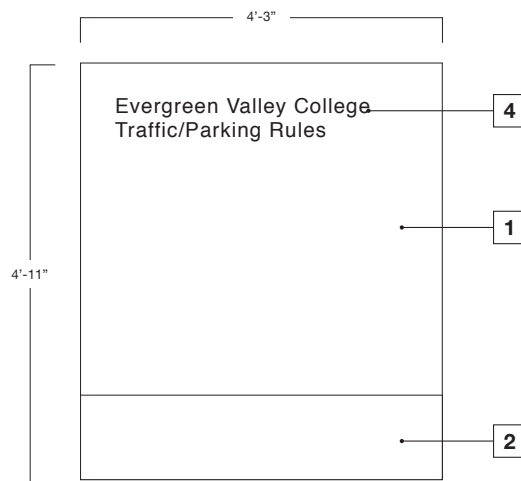 4’-3”
Evergreen Valley College
Traffic/Parking Rules
4
1
4’-11”
2